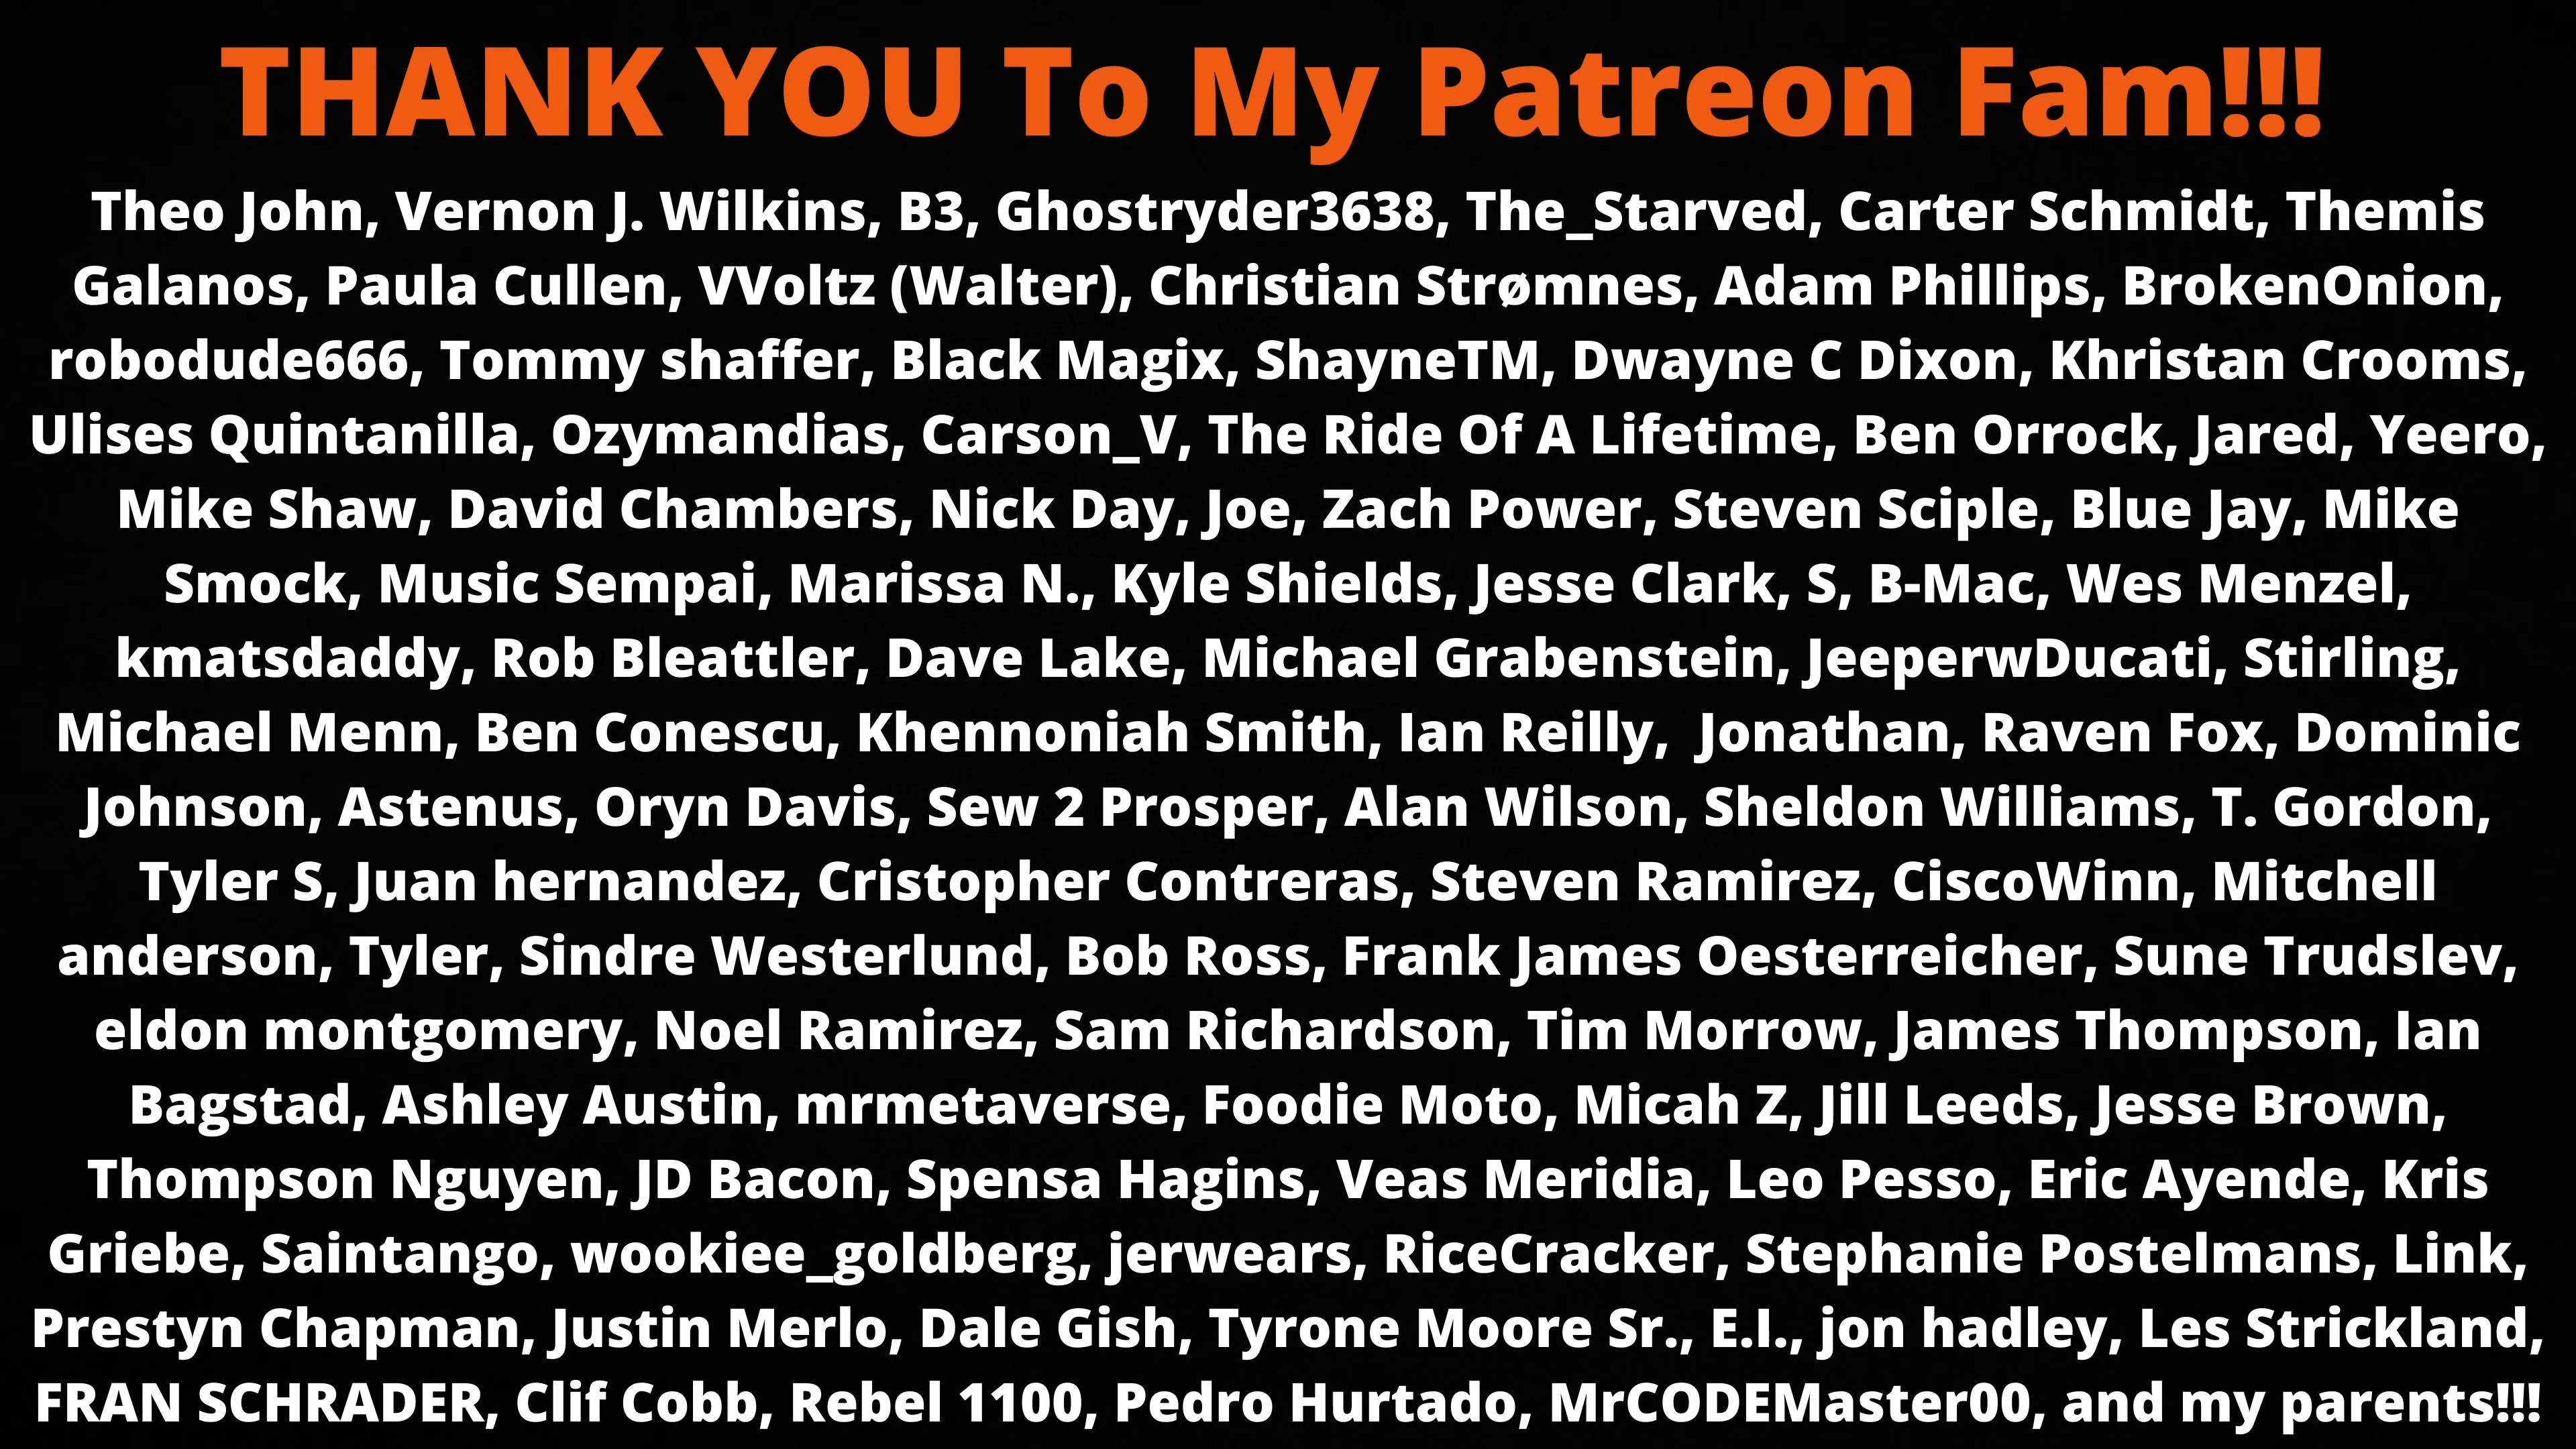 THANK YOU To My Patreon Fam!!!
Theo John, Vernon J. Wilkins, B3, Ghostryder3638, The_Starved, Carter Schmidt, Themis
Galanos, Paula Cullen, VVoltz (Walter), Christian Strømnes, Adam Phillips, BrokenOnion,
robodude666, Tommy shaffer, Black Magix, ShayneTM, Dwayne C Dixon, Khristan Crooms,
Ulises Quintanilla, Ozymandias, Carson_V, The Ride Of A Lifetime, Ben Orrock, Jared, Yeero,
Mike Shaw, David Chambers, Nick Day, Joe, Zach Power, Steven Sciple, Blue Jay, Mike
Smock, Music Sempai, Marissa N., Kyle Shields, Jesse Clark, S, B-Mac, Wes Menzel,
kmatsdaddy, Rob Bleattler, Dave Lake, Michael Grabenstein, JeeperwDucati, Stirling,
Michael Menn, Ben Conescu, Khennoniah Smith, Ian Reilly,  Jonathan, Raven Fox, Dominic
Johnson, Astenus, Oryn Davis, Sew 2 Prosper, Alan Wilson, Sheldon Williams, T. Gordon,
Tyler S, Juan hernandez, Cristopher Contreras, Steven Ramirez, CiscoWinn, Mitchell
anderson, Tyler, Sindre Westerlund, Bob Ross, Frank James Oesterreicher, Sune Trudslev,
eldon montgomery, Noel Ramirez, Sam Richardson, Tim Morrow, James Thompson, Ian
Bagstad, Ashley Austin, mrmetaverse, Foodie Moto, Micah Z, Jill Leeds, Jesse Brown,
Thompson Nguyen, JD Bacon, Spensa Hagins, Veas Meridia, Leo Pesso, Eric Ayende, Kris
Griebe, Saintango, wookiee_goldberg, jerwears, RiceCracker, Stephanie Postelmans, Link,
Prestyn Chapman, Justin Merlo, Dale Gish, Tyrone Moore Sr., E.I., jon hadley, Les Strickland,
FRAN SCHRADER, Clif Cobb, Rebel 1100, Pedro Hurtado, MrCODEMaster00, and my parents!!!